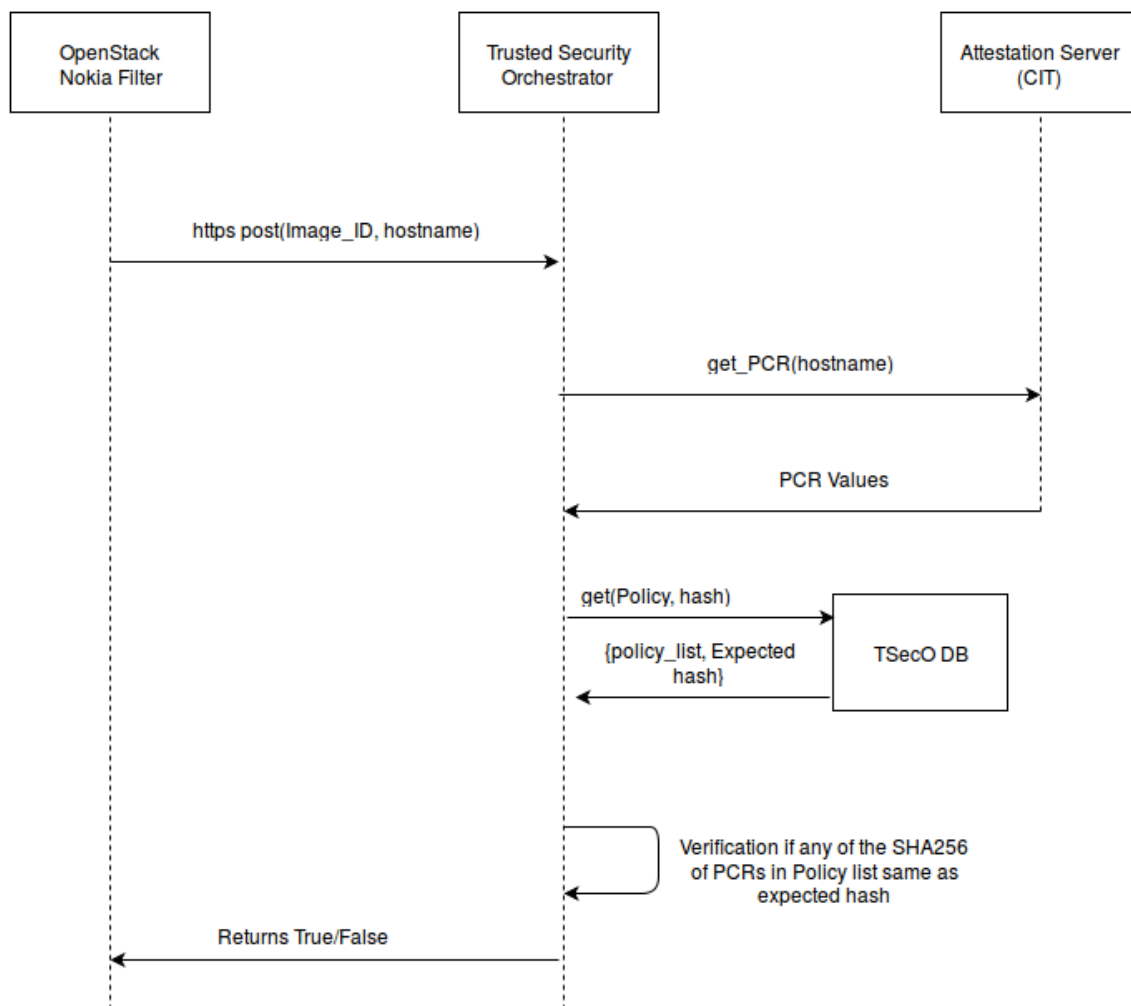 OpenStack
Nokia Filter
Trusted Security
Orchestrator
Attestation Server
(CIT)
https post(Image_ID, hostname)
get_PCR(hostname)
PCR Values
get(Policy, hash)
{policy_list, Expected
hash}
TSecO DB
Verification if any of the SHA256
of PCRs in Policy list same as
expected hash
Returns True/False